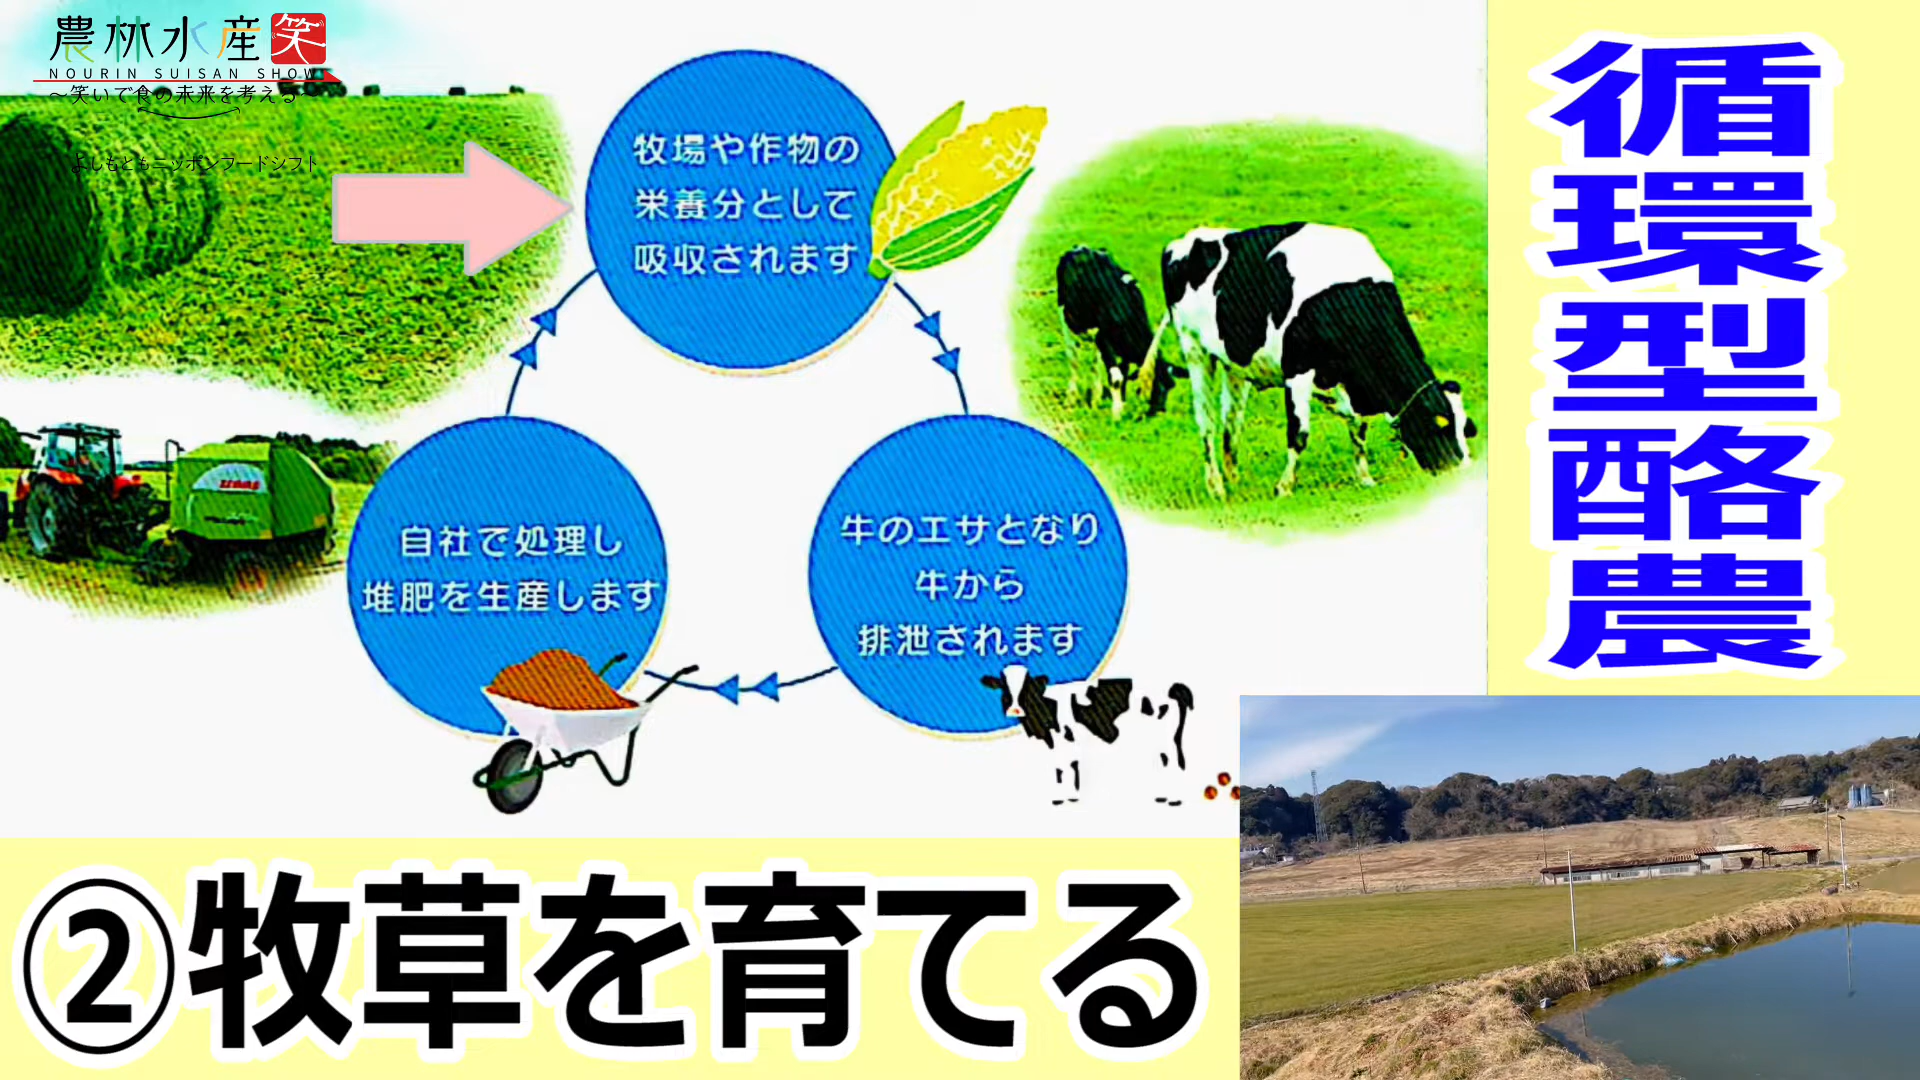 農林水産笑
NOURIN SUISAN SHOW
～笑いで食の未来を考える～
よしもともニッポンフードシフト
牧場や作物の
栄養分として
吸収されます
自社で処理し
堆肥を生産します
牛のエサとなり
牛から
排泄されます
CLAAS
循環型酪農
②牧草を育てる